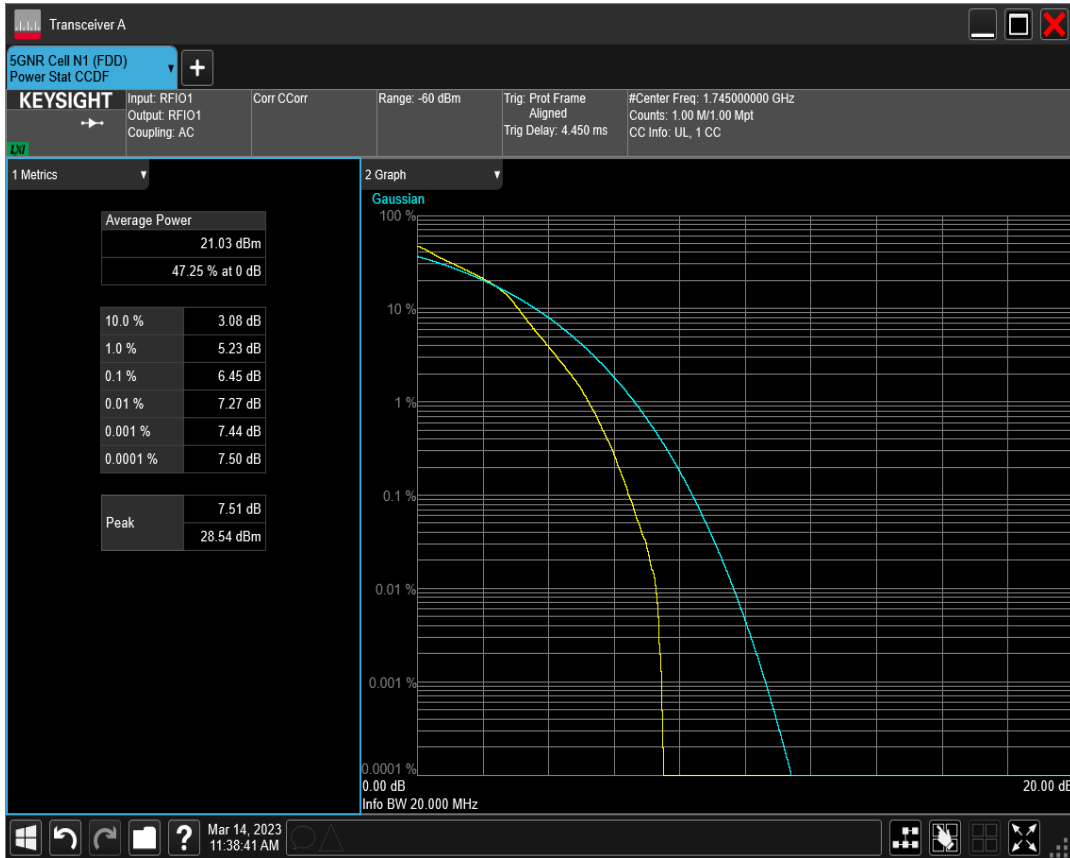 Transceiver A
5GNR Cell N1 (FDD)
Power Stat CCDF
+
KEYSIGHT
LXI
Input: RFIO1
Output: RFIO1
Coupling: AC
Corr CCorr
Range: -60 dBm
Trig: Prot Frame
Aligned
Trig Delay: 4.450 ms
#Center Freq: 1.745000000 GHz
Counts: 1.00 M/1.00 Mpt
CC Info: UL, 1 CC
1 Metrics
Average Power
21.03 dBm
47.25 % at 0 dB
10.0 % 3.08 dB
1.0 % 5.23 dB
0.1 % 6.45 dB
0.01 % 7.27 dB
0.001 % 7.44 dB
0.0001 % 7.50 dB
Peak
7.51 dB
28.54 dBm
2 Graph
Gaussian
100 %
10 %
1 %
0.1 %
0.01 %
0.001 %
0.0001 %
0.00 dB 20.00 dB
Info BW 20.000 MHz
?
Mar 14, 2023
11:38:41 AM